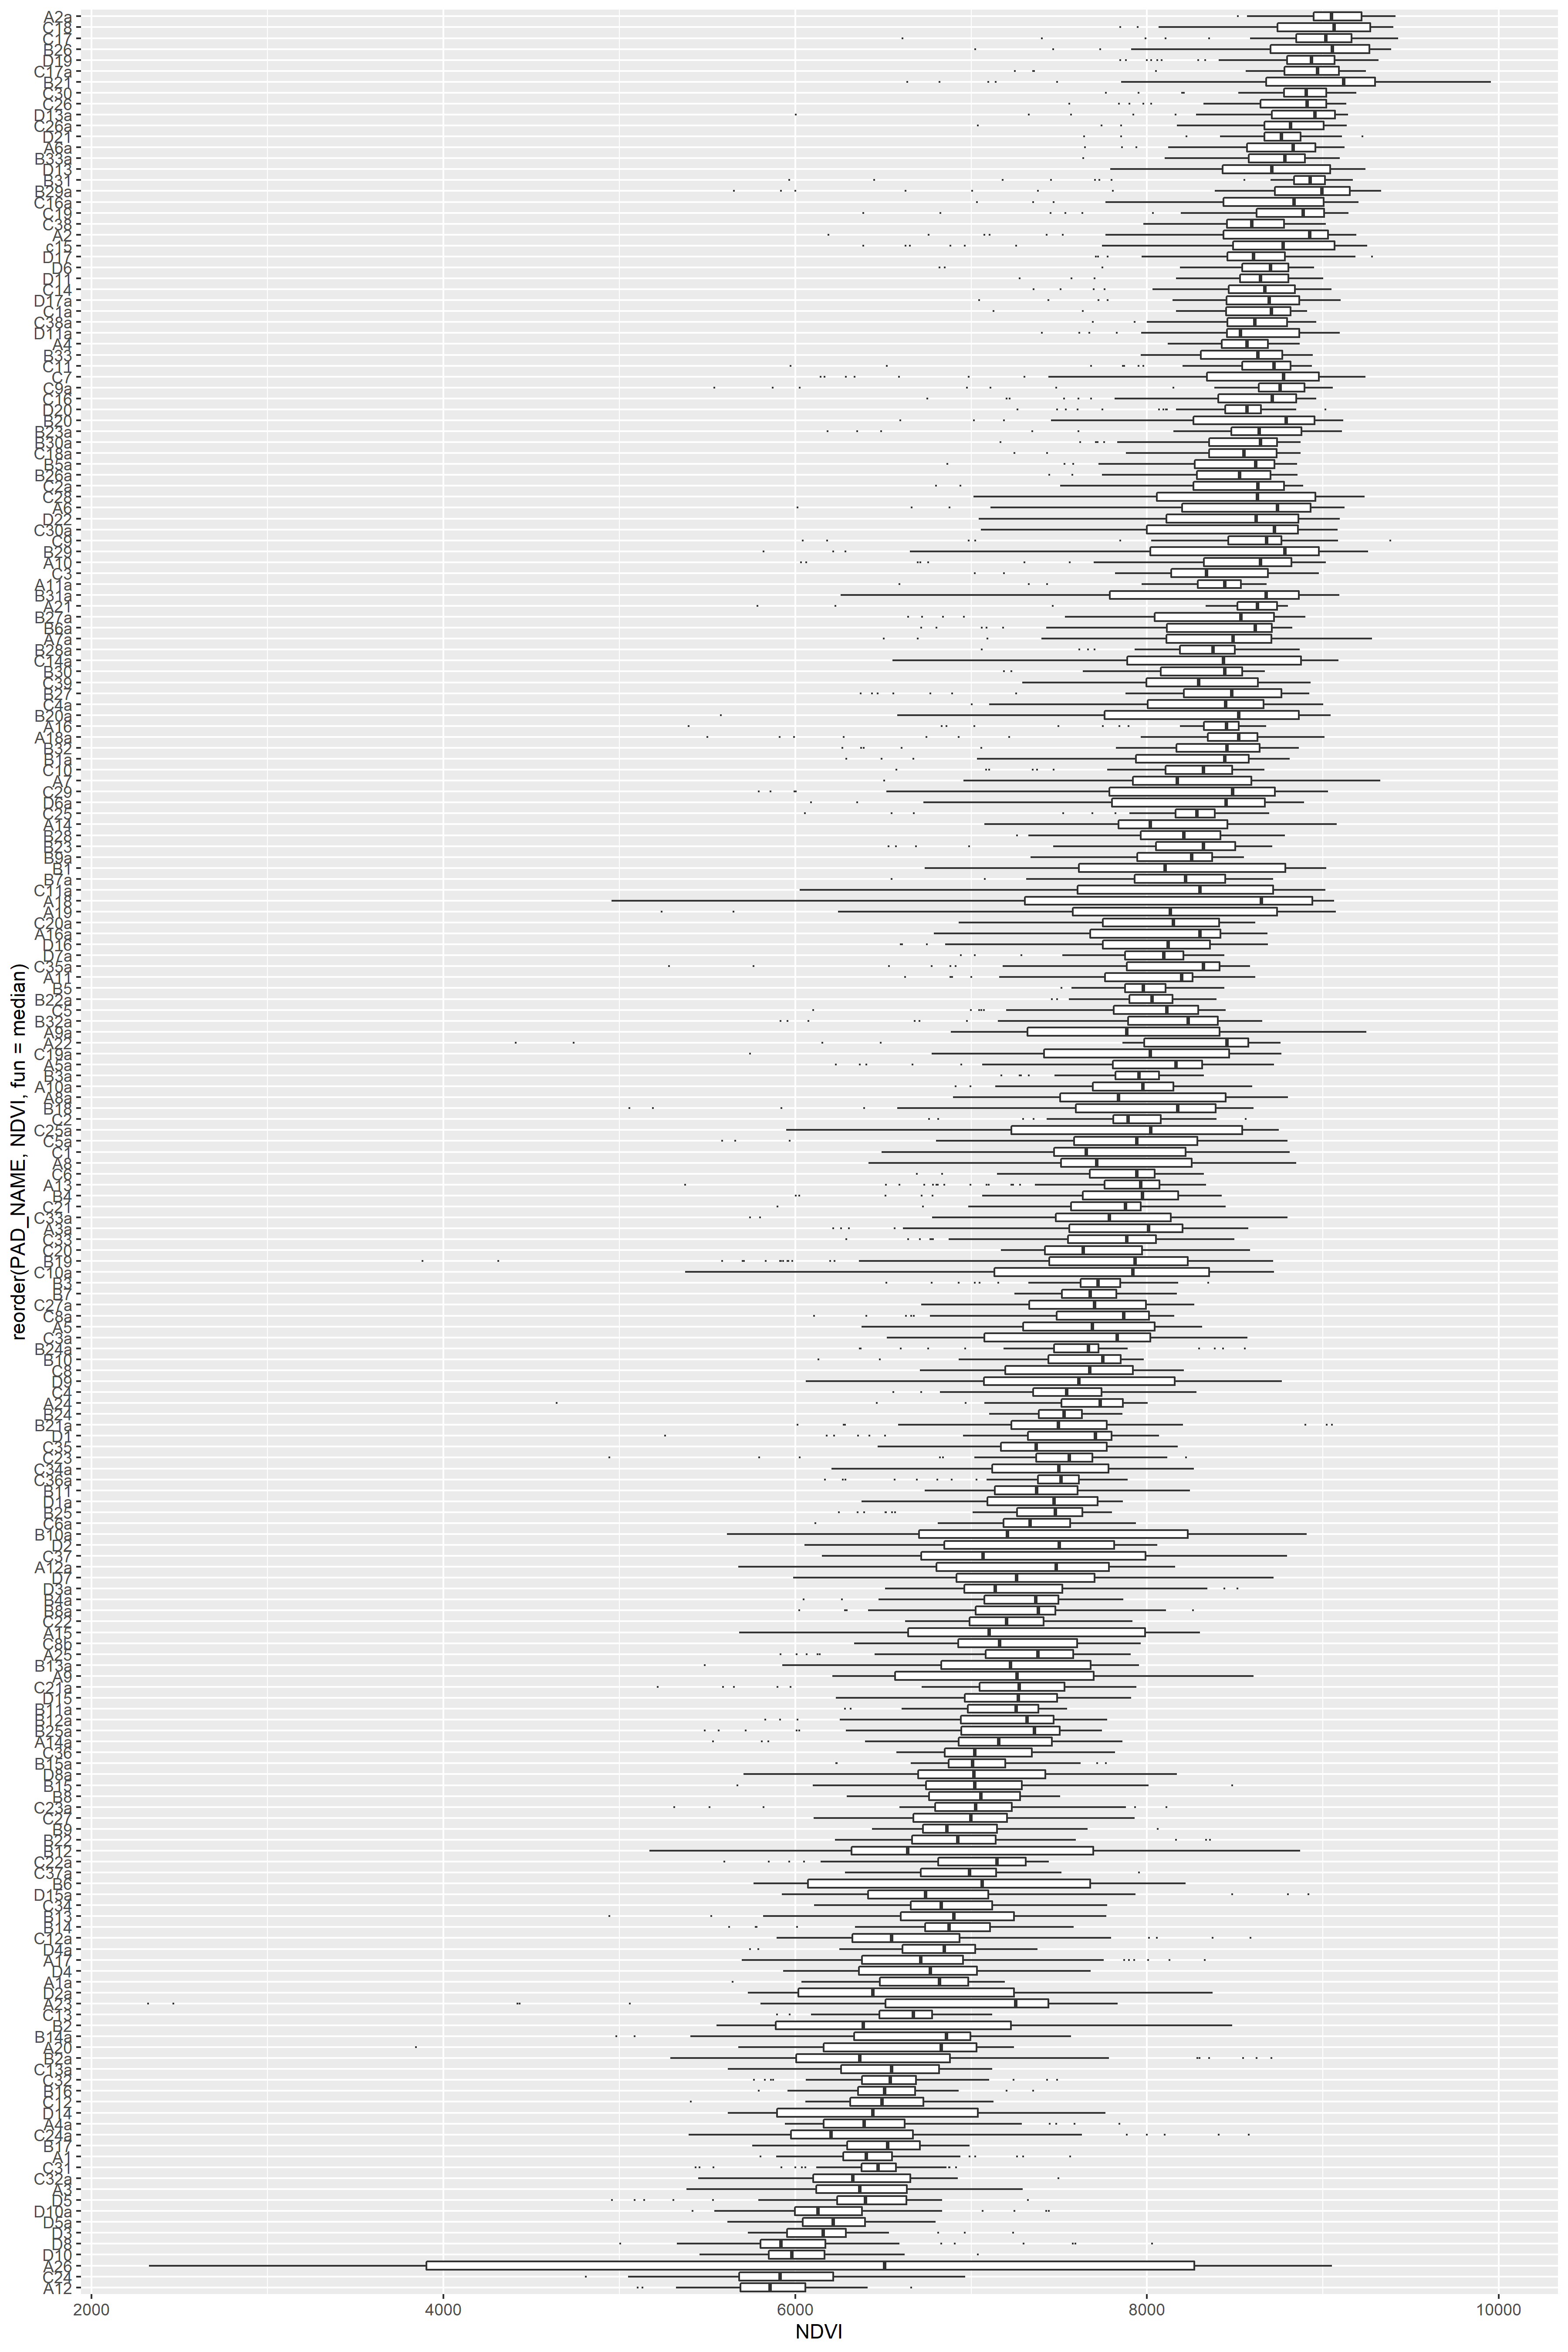 A2a
C18
C17
B26
D19
C17a
B21
C30
C26
D13a
C26a
D21
A6a
B33a
D13
B31
B29a
C16a
C19
C38
A2
c15
D17
D6
D11
C14
D17a
C1a
C38a
D11a
A4
B33
C11
C7
C9a
C16
D20
B20
B23a
B30a
C18a
B5a
B26a
C2a
C28
A6
D22
C30a
C9
B29
A10
C3
A11a
B31a
A21
B27a
B6a
A7a
B28a
C14a
B30
C39
B27
C4a
B20a
A16
A18a
B32
B1a
C10
A7
C29
D6a
C25
A14
B28
B23
B9a
B1
B7a
C11a
A18
A19
C20a
A16a
D16
D7a
C35a
A11
B5
B22a
C5
B32a
A9a
A22
C19a
A5a
B3a
A10a
A8a
B18
C2
C25a
C5a
C1
A8
C6
A13
B4
C21
C33a
A3a
C33
C20
B19
C10a
B3
B7
C27a
C8a
A5
C3a
B24a
B10
C8
D9
C4
A24
B24
B21a
D1
C35
C23
C34a
C36a
B11
D1a
B25
C6a
B10a
D2
C37
A12a
D7
D3a
B4a
B8a
C22
A15
C8b
A25
B13a
A9
C21a
D15
B11a
B12a
B25a
A14a
C36
B15a
D8a
B15
B8
C23a
C27
B9
B22
B12
C22a
C37a
B6
D15a
C34
B13
B14
C12a
D4a
A17
D4
A1a
D2a
A23
C13
B2
B14a
A20
B2a
C13a
C32
B16
C12
D14
A4a
C24a
B17
A1
C31
C32a
A3
D5
D10a
D5a
D3
D8
D10
A26
C24
A12
reorder(PAD_NAME, NDVI, fun = median)
2000 4000 6000 8000 10000
NDVI